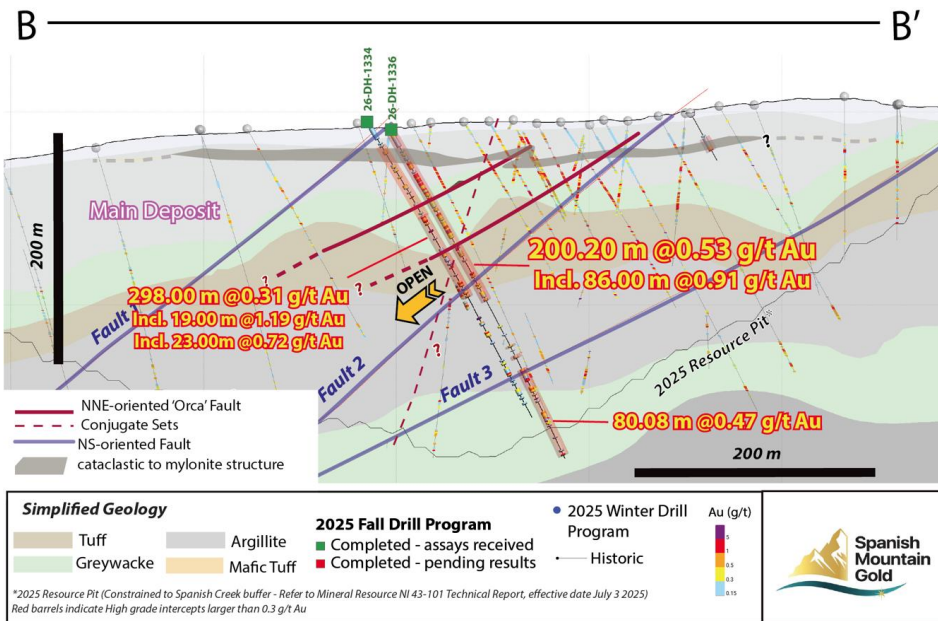 B
B'
26-DH-1334
26-DH-1336
200 m
Main Deposit
?
?
?
?
OPEN
200.20 m @0.53 g/t Au
Incl. 86.00 m @0.91 g/t Au
298.00 m @0.31 g/t Au
Incl. 19.00 m @1.19 g/t Au
Incl. 23.00m @0.72 g/t Au
Fault 1
Fault 2
Fault 3
2025 Resource Pit*
80.08 m @0.47 g/t Au
200 m
NNE-oriented 'Orca' Fault
Conjugate Sets
NS-oriented Fault
cataclastic to mylonite structure
Simplified Geology
Tuff
Argillite
Greywacke
Mafic Tuff
2025 Fall Drill Program
Completed - assays received
Completed - pending results
2025 Winter Drill
Program
Historic
Au (g/t)
5
1
0.5
0.3
0.15
Spanish
Mountain
Gold
*2025 Resource Pit (Constrained to Spanish Creek buffer - Refer to Mineral Resource NI 43-101 Technical Report, effective date July 3 2025)
Red barrels indicate High grade intercepts larger than 0.3 g/t Au